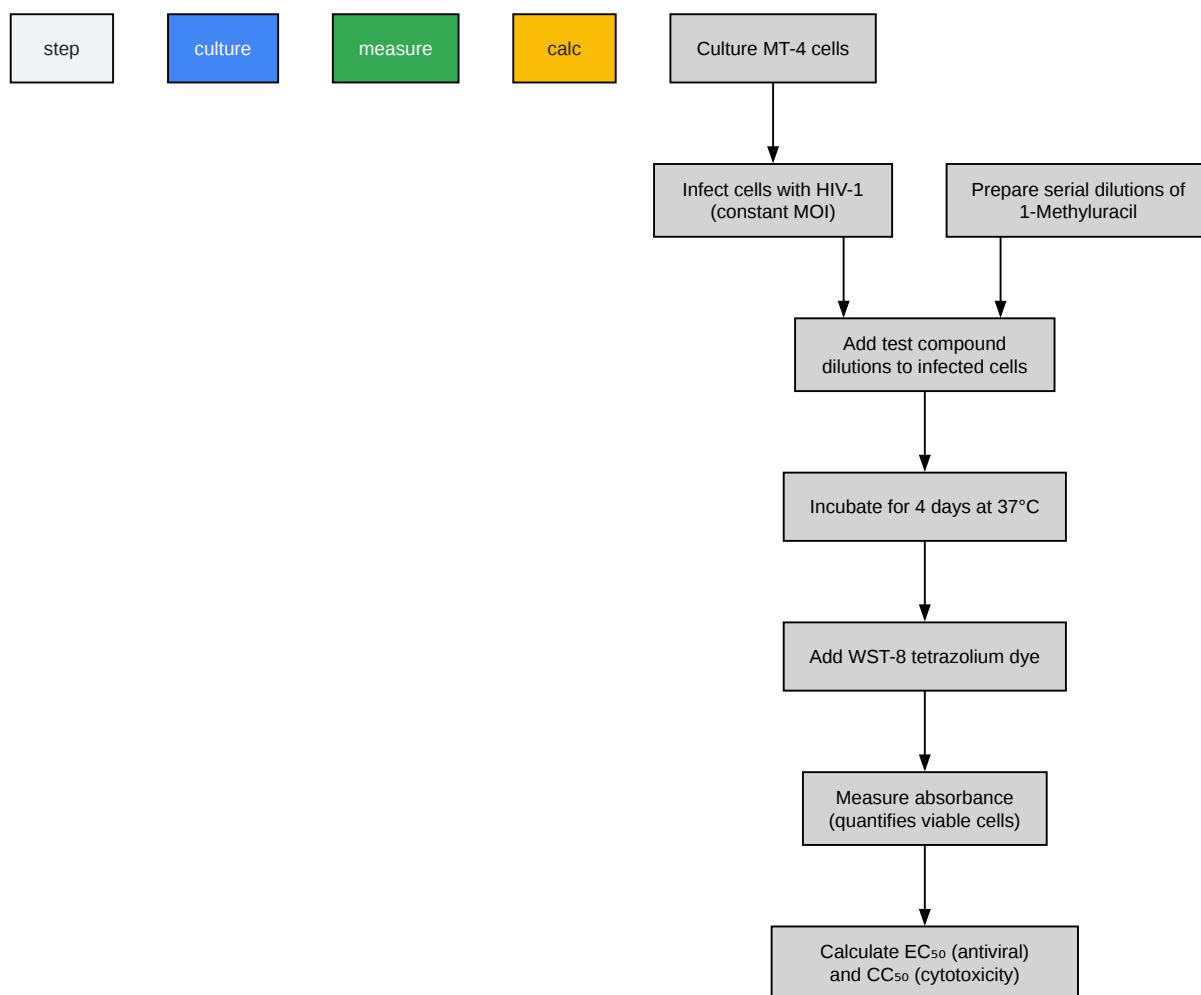 step
culture
measure
calc
Culture MT-4 cells
Infect cells with HIV-1
(constant MOI)
Prepare serial dilutions of
1-Methyluracil
Add test compound
dilutions to infected cells
Incubate for 4 days at 37°C
Add WST-8 tetrazolium dye
Measure absorbance
(quantifies viable cells)
Calculate EC₅₀ (antiviral)
and CC₅₀ (cytotoxicity)